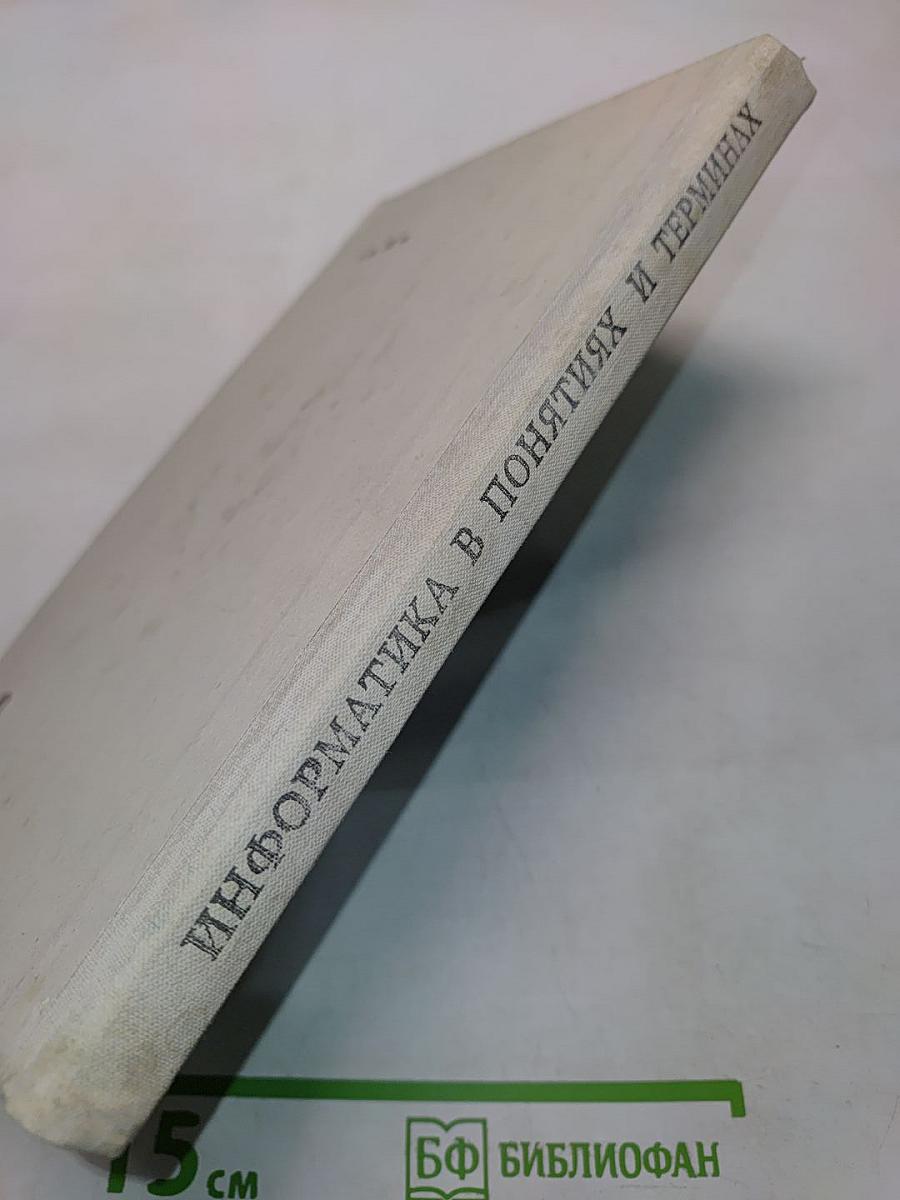 ИНФОРМАТИКА В ПОНЯТИЯХ И ТЕРМИНАХ
15 см
БФ БИБЛИОФАН